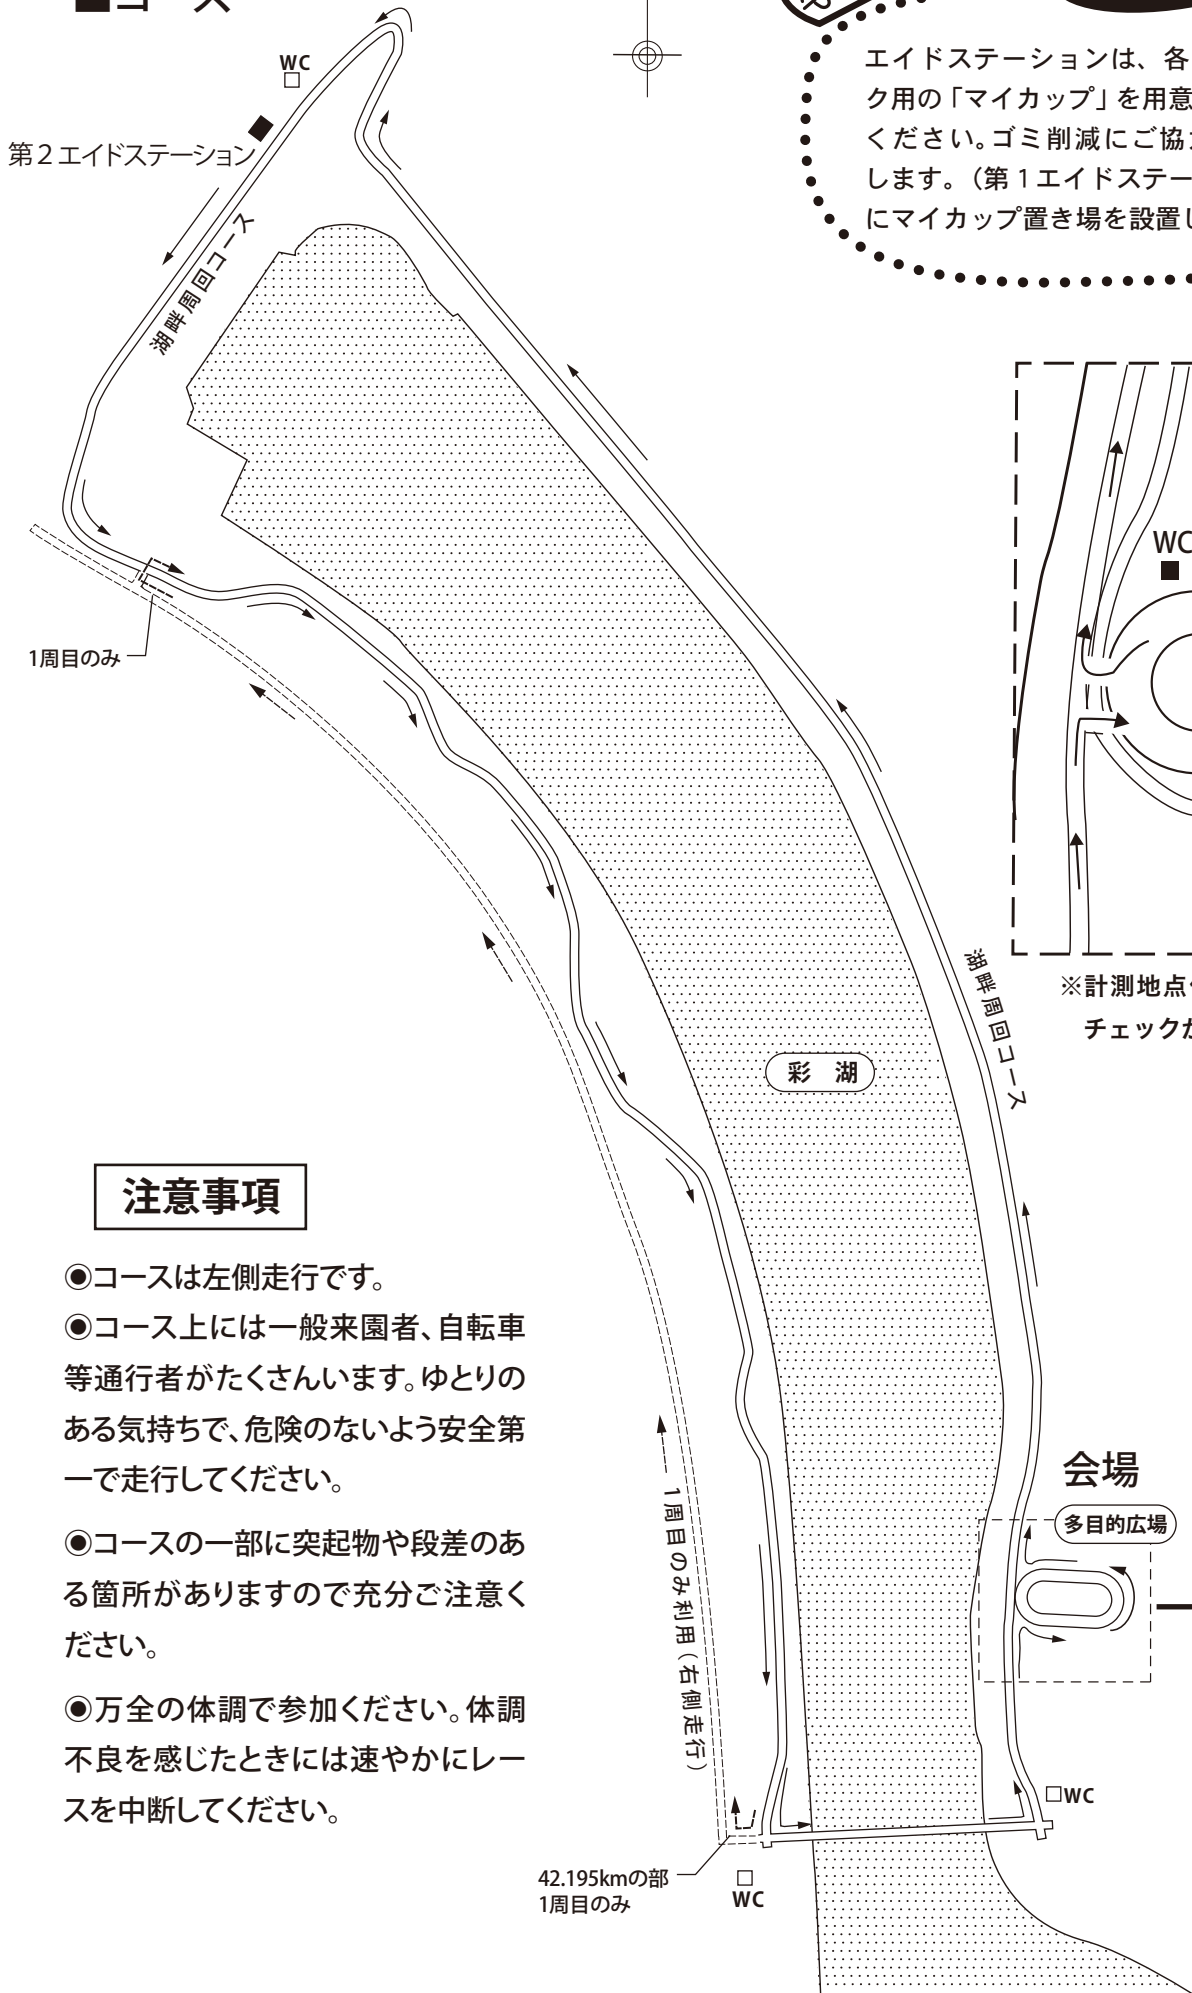 ■コース
WC
第2エイドステーション
湖畔周回コース
エイドステーションは、各
ク用の「マイカップ」を用意
ください。ゴミ削減にご協
します。（第1エイドステー
にマイカップ置き場を設置し
WC
1周目のみ
※計測地点
チェックが
湖畔周回コース
彩 湖
注意事項
◉コースは左側走行です。
◉コース上には一般来園者、自転車
等通行者がたくさんいます。ゆとりの
ある気持ちで、危険のないよう安全第
一で走行してください。
◉コースの一部に突起物や段差のあ
る箇所がありますので充分ご注意く
ださい。
◉万全の体調で参加ください。体調
不良を感じたときには速やかにレー
スを中断してください。
1周目のみ利用（右側走行）
会場
多目的広場
WC
42.195kmの部
1周目のみ
WC